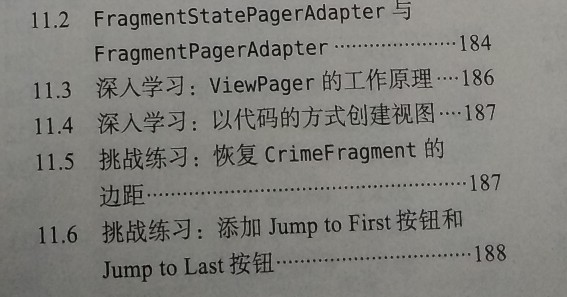 11.2 FragmentStatePagerAdapter 与
FragmentPagerAdapter ······················184
11.3 深入学习：ViewPager 的工作原理····186
11.4 深入学习：以代码的方式创建视图····187
11.5 挑战练习：恢复 CrimeFragment 的
边距··················································187
11.6 挑战练习：添加 Jump to First 按钮和
Jump to Last 按钮································188